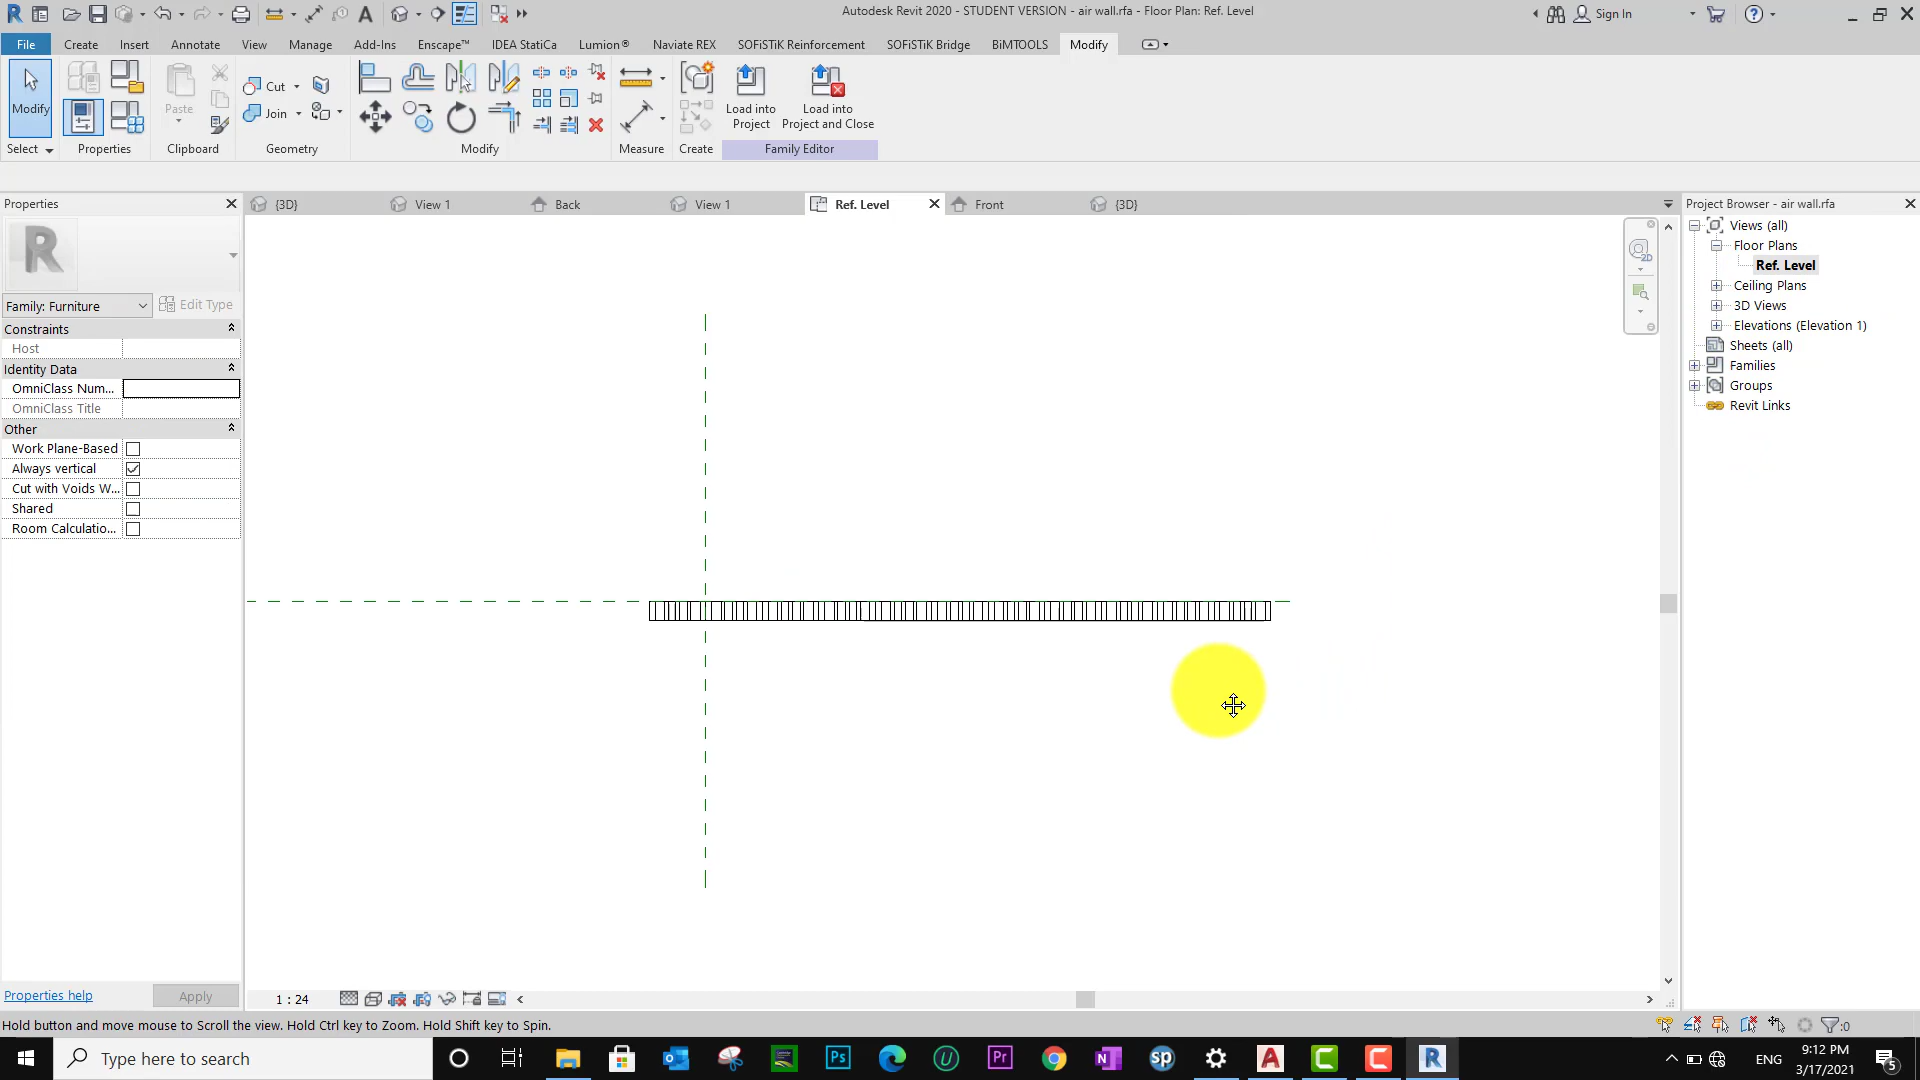 Autodesk Revit 2020 - STUDENT VERSION - air wall.rfa - Floor Plan: Ref. Level
Sign In
File Create Insert Annotate View Manage Add-Ins Enscape™ IDEA StatiCa Lumion® Naviate REX SOFiSTiK Reinforcement SOFiSTiK Bridge BiMTOOLS Modify
Modify
Paste
Cut
Join
Load into
Project
Load into
Project and Close
Select Properties Clipboard Geometry Modify Measure Create Family Editor
Properties
{3D} View 1 Back View 1 Ref. Level Front {3D}
Project Browser - air wall.rfa
Family: Furniture Edit Type
Constraints
Host
Identity Data
OmniClass Num...
OmniClass Title
Other
Work Plane-Based
Always vertical
Cut with Voids W...
Shared
Room Calculatio...
Properties help Apply
2D
Views (all)
Floor Plans
Ref. Level
Ceiling Plans
3D Views
Elevations (Elevation 1)
Sheets (all)
Families
Groups
Revit Links
1 : 24
Hold button and move mouse to Scroll the view. Hold Ctrl key to Zoom. Hold Shift key to Spin.
:0
Type here to search
ENG
9:12 PM
3/17/2021
5